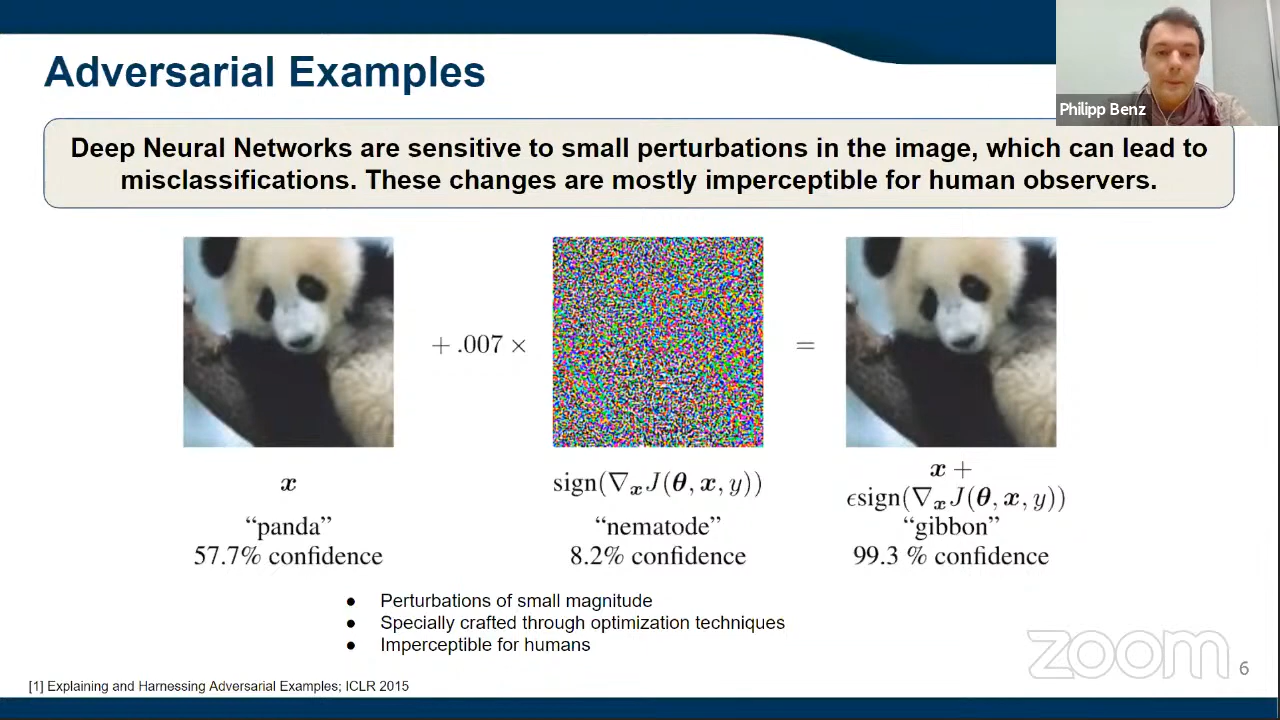 Adversarial Examples
Philipp Benz
Deep Neural Networks are sensitive to small perturbations in the image, which can lead to
misclassifications. These changes are mostly imperceptible for human observers.
+ .007 ×
=
x
sign(∇ₓJ(θ, x, y))
x +
ϵsign(∇ₓJ(θ, x, y))
“panda”
“nematode”
“gibbon”
57.7% confidence
8.2% confidence
99.3 % confidence
● Perturbations of small magnitude
● Specially crafted through optimization techniques
● Imperceptible for humans
zoom
6
[1] Explaining and Harnessing Adversarial Examples; ICLR 2015